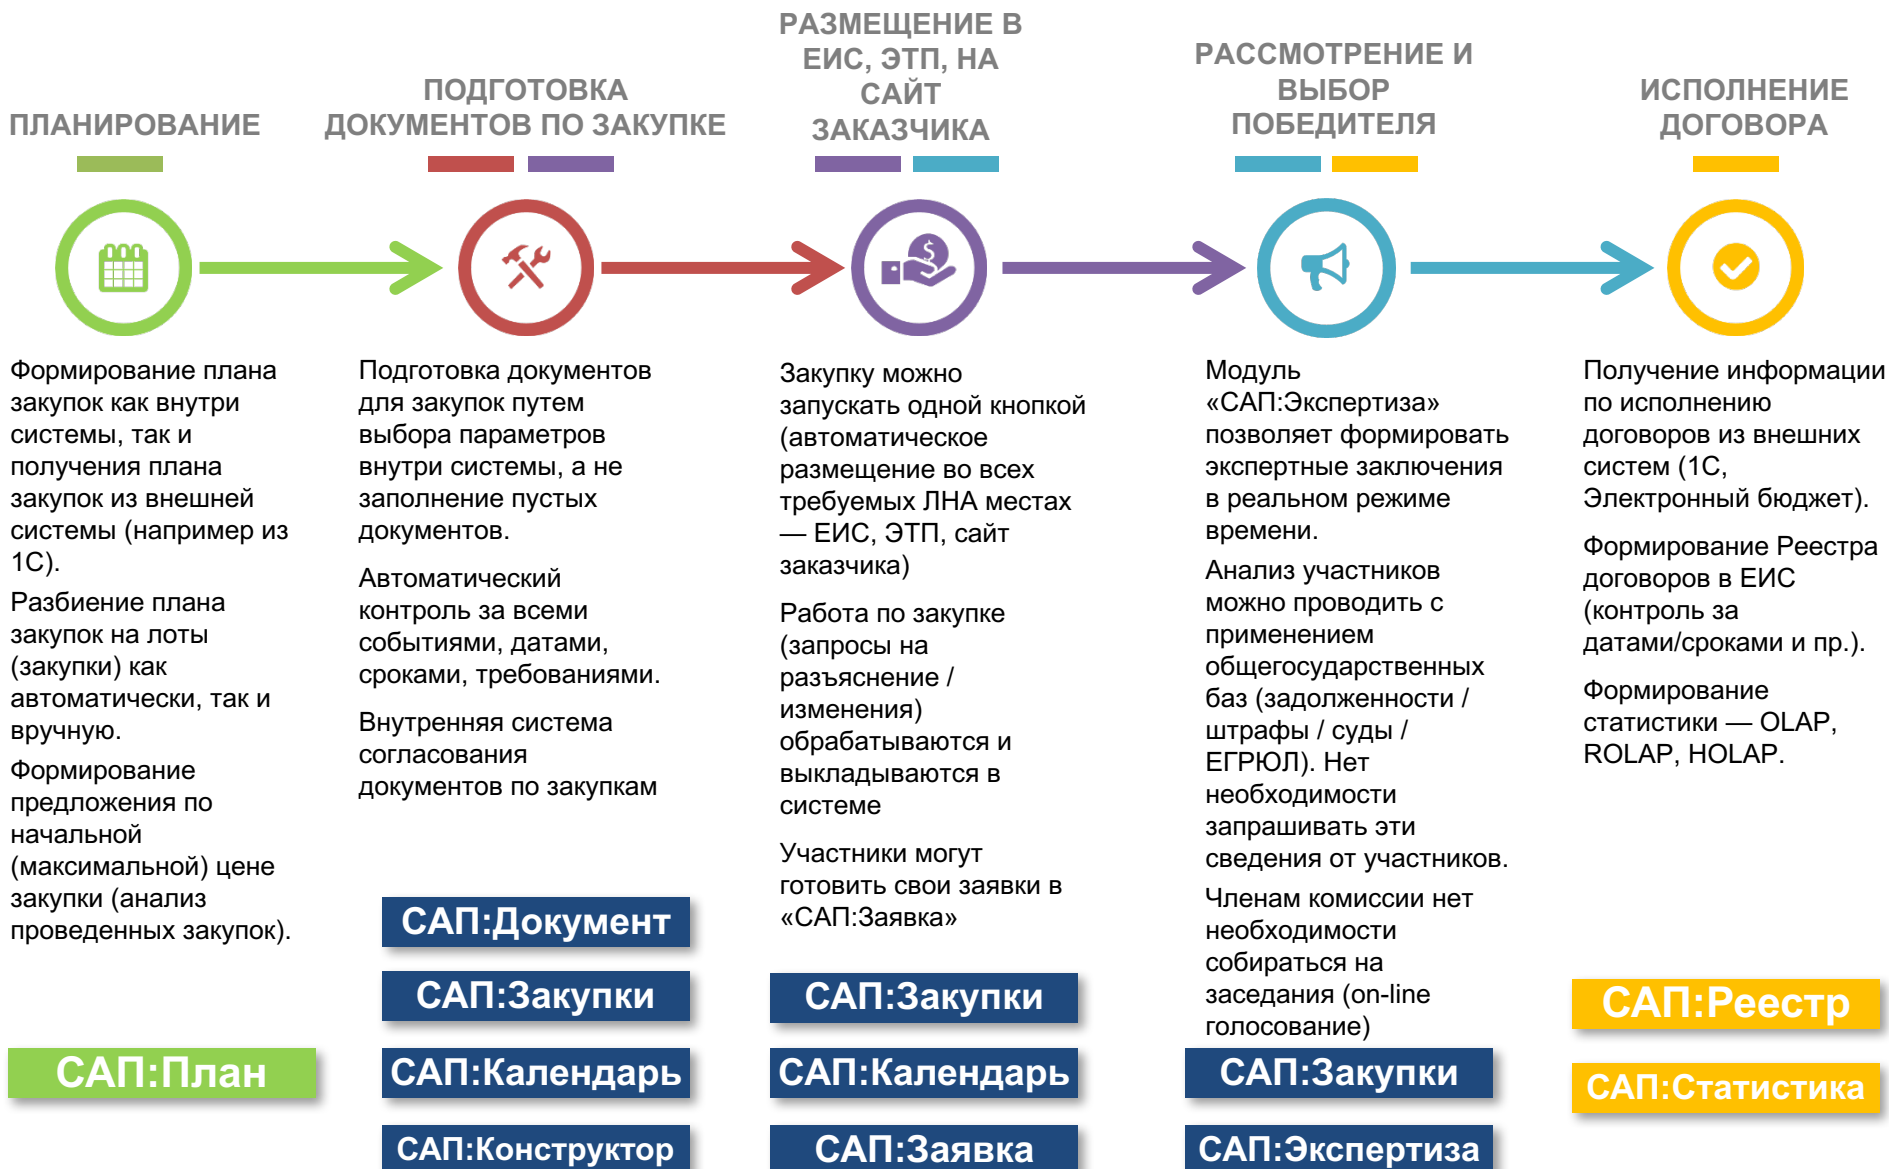 ПЛАНИРОВАНИЕ
ПОДГОТОВКА
ДОКУМЕНТОВ ПО ЗАКУПКЕ
РАЗМЕЩЕНИЕ В
ЕИС, ЭТП, НА
САЙТ
ЗАКАЗЧИКА
РАССМОТРЕНИЕ И
ВЫБОР
ПОБЕДИТЕЛЯ
ИСПОЛНЕНИЕ
ДОГОВОРА
$
Формирование плана
закупок как внутри
системы, так и
получения плана
закупок из внешней
системы (например из
1С).
Разбиение плана
закупок на лоты
(закупки) как
автоматически, так и
вручную.
Формирование
предложения по
начальной
(максимальной) цене
закупки (анализ
проведенных закупок).
САП:План
Подготовка документов
для закупок путем
выбора параметров
внутри системы, а не
заполнение пустых
документов.
Автоматический
контроль за всеми
событиями, датами,
сроками, требованиями.
Внутренняя система
согласования
документов по закупкам
САП:Документ
САП:Закупки
САП:Календарь
САП:Конструктор
Закупку можно
запускать одной кнопкой
(автоматическое
размещение во всех
требуемых ЛНА местах
— ЕИС, ЭТП, сайт
заказчика)
Работа по закупке
(запросы на
разъяснение /
изменения)
обрабатываются и
выкладываются в
системе
Участники могут
готовить свои заявки в
«САП:Заявка»
САП:Закупки
САП:Календарь
САП:Заявка
Модуль
«САП:Экспертиза»
позволяет формировать
экспертные заключения
в реальном режиме
времени.
Анализ участников
можно проводить с
применением
общегосударственных
баз (задолженности /
штрафы / суды /
ЕГРЮЛ). Нет
необходимости
запрашивать эти
сведения от участников.
Членам комиссии нет
необходимости
собираться на
заседания (on-line
голосование)
САП:Закупки
САП:Экспертиза
Получение информации
по исполнению
договоров из внешних
систем (1С,
Электронный бюджет).
Формирование Реестра
договоров в ЕИС
(контроль за
датами/сроками и пр.).
Формирование
статистики — OLAP,
ROLAP, HOLAP.
САП:Реестр
САП:Статистика